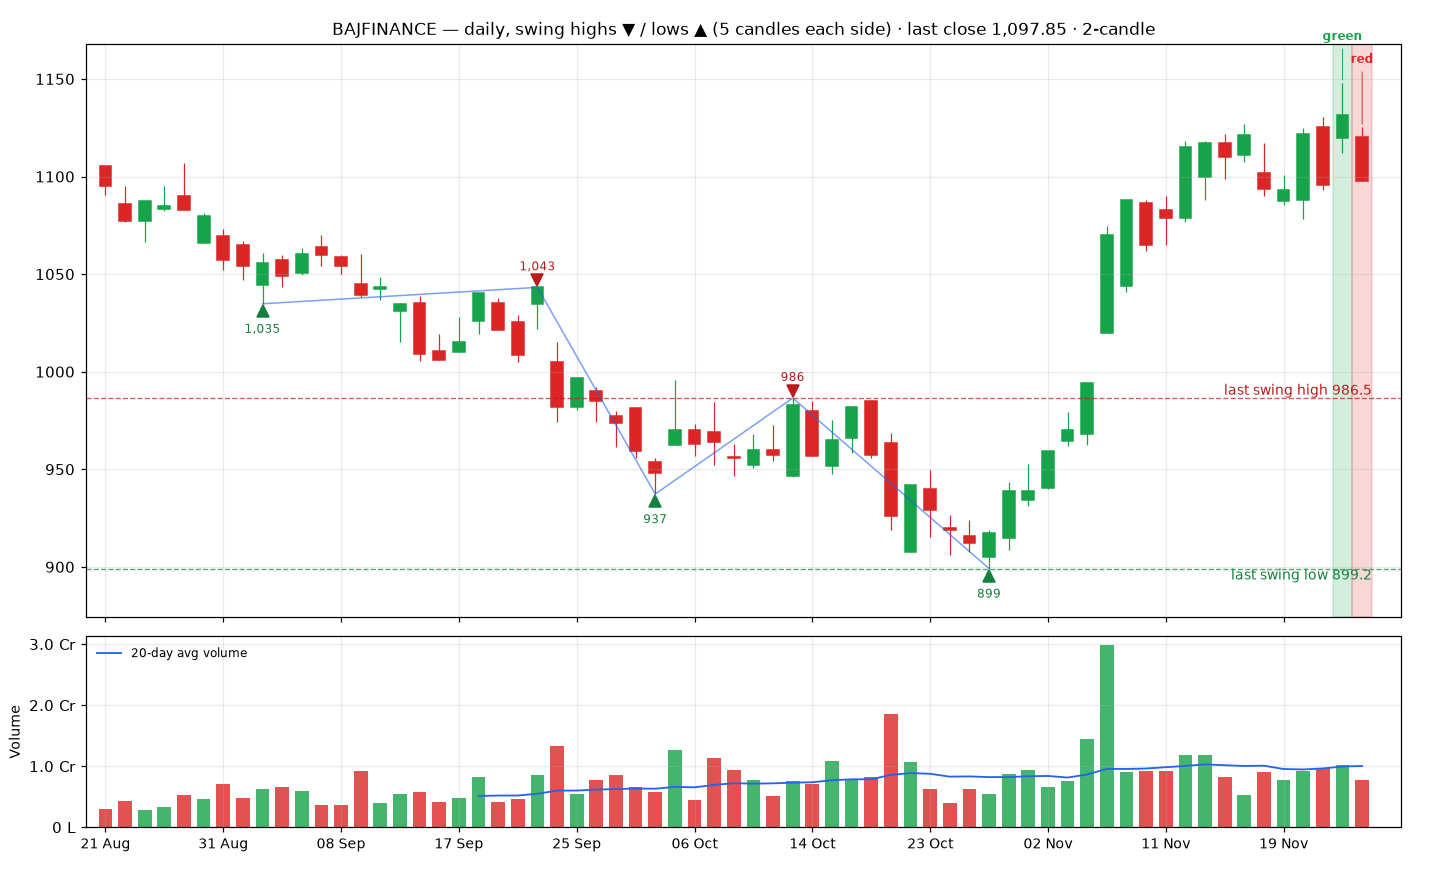 BAJFINANCE — daily, swing highs ▼ / lows ▲ (5 candles each side) · last close 1,097.85 · 2-candle
green
red
1150
1100
1050
1000
950
900
1,043
1,035
986
last swing high 986.5
937
last swing low 899.2
899
3.0 Cr
2.0 Cr
1.0 Cr
0 L
Volume
20-day avg volume
21 Aug
31 Aug
08 Sep
17 Sep
25 Sep
06 Oct
14 Oct
23 Oct
02 Nov
11 Nov
19 Nov